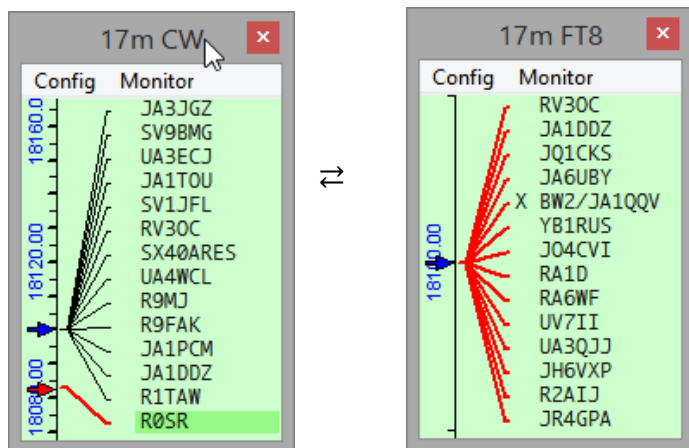 17m CW
Config Monitor
18160.0
18120.00
JA3JGZ
SV9BMG
UA3ECJ
JA1TOU
SV1JFL
RV3OC
SX40ARES
UA4WCL
R9MJ
R9FAK
JA1PCM
JA1DDZ
R1TAW
RØSR
⇄
17m FT8
Config Monitor
RV3OC
JA1DDZ
JQ1CKS
JA6UBY
X BW2/JA1QQV
YB1RUS
JO4CVI
RA1D
RA6WF
UV7II
UA3QJJ
JH6VXP
R2AIJ
JR4GPA